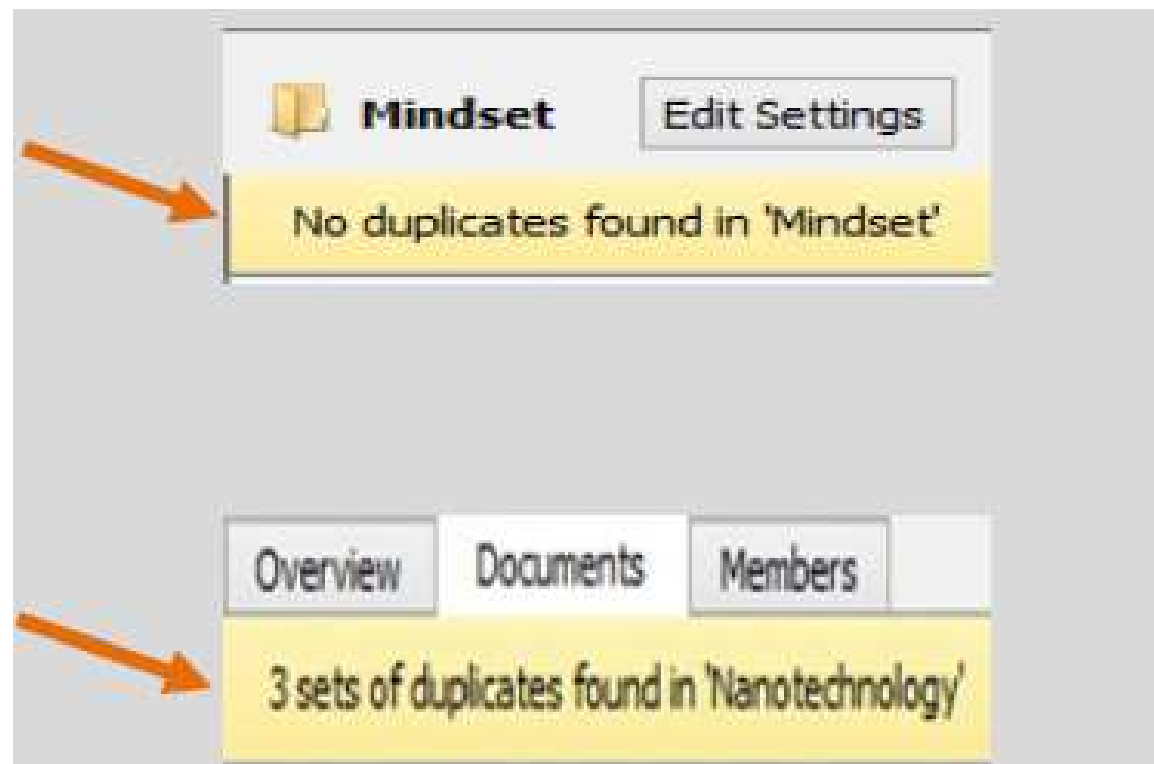 Mindset Edit Settings
No duplicates found in 'Mindset'
Overview Documents Members
3 sets of duplicates found in 'Nanotechnology'